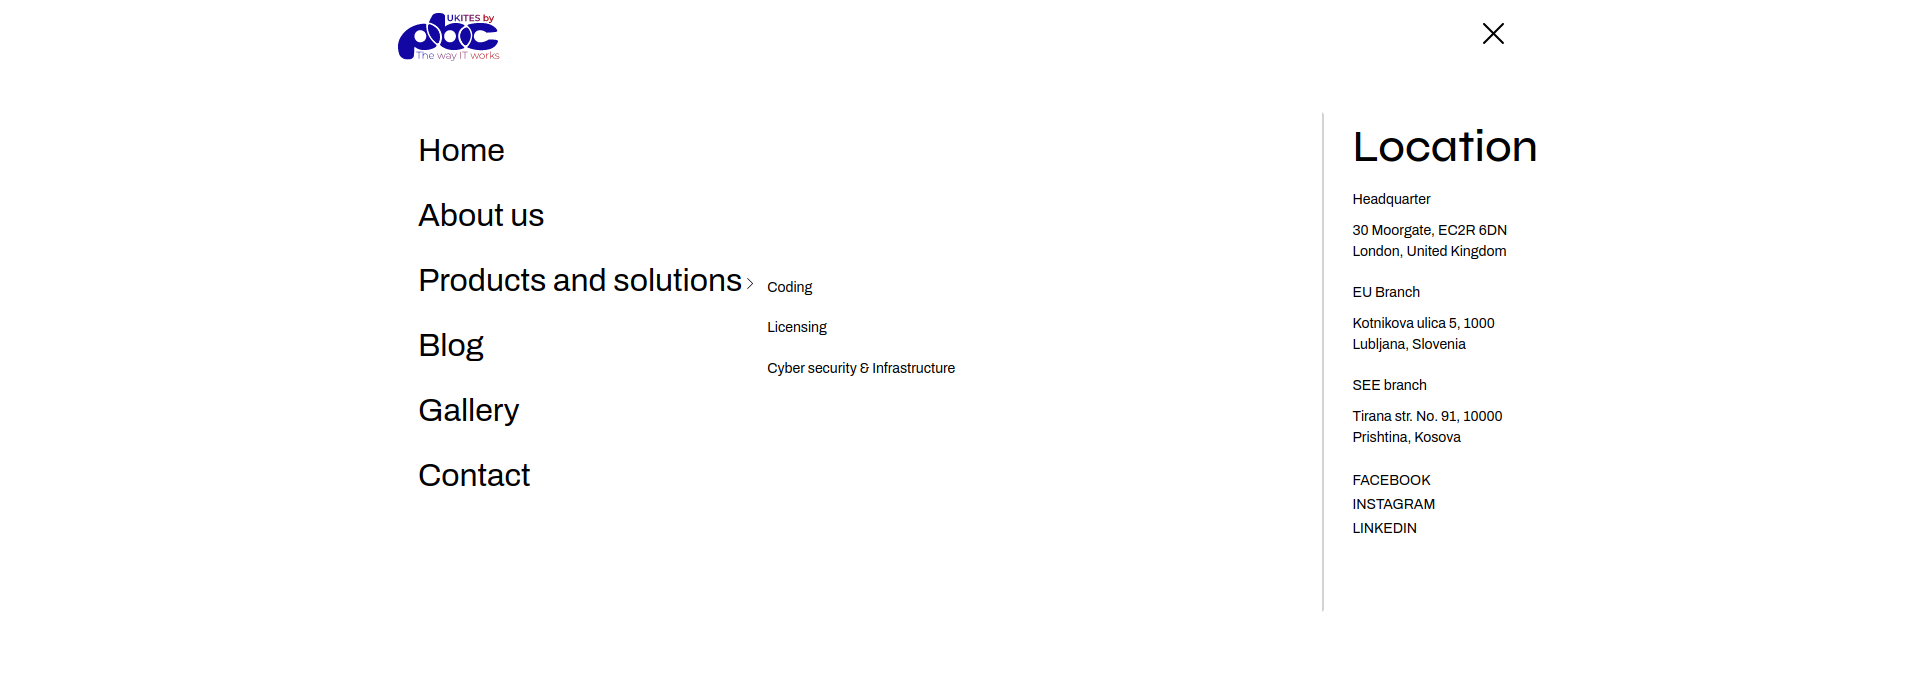 UKITES by
pbc
The way IT works
Home
About us
Products and solutions
Coding
Licensing
Cyber security & Infrastructure
Blog
Gallery
Contact
Location
Headquarter
30 Moorgate, EC2R 6DN
London, United Kingdom
EU Branch
Kotnikova ulica 5, 1000
Lubljana, Slovenia
SEE branch
Tirana str. No. 91, 10000
Prishtina, Kosova
FACEBOOK
INSTAGRAM
LINKEDIN